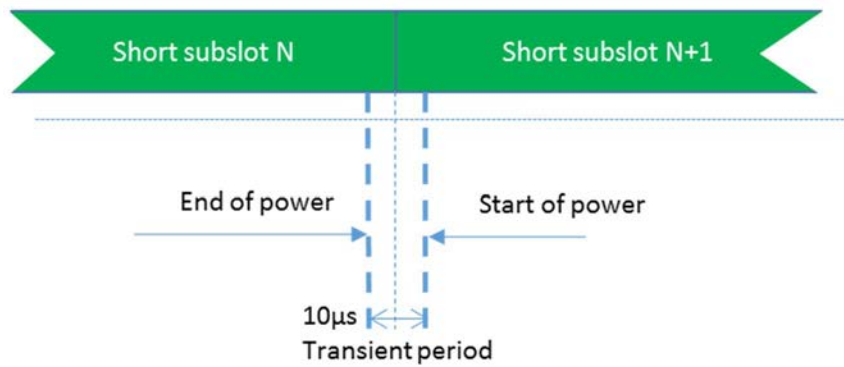 Short subslot N
Short subslot N+1
End of power
Start of power
10µs
Transient period